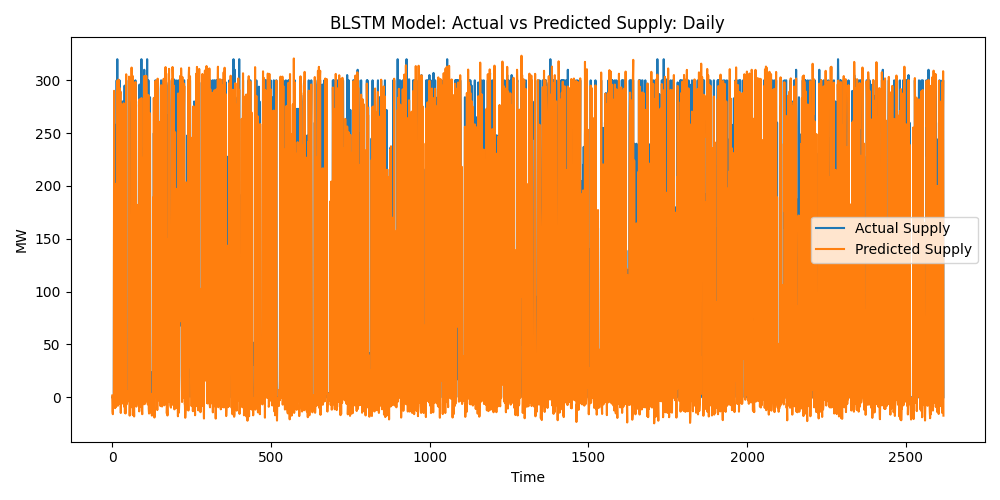 BLSTM Model: Actual vs Predicted Supply: Daily
MW
300
250
200
150
100
50
0
Actual Supply
Predicted Supply
0 500 1000 1500 2000 2500
Time